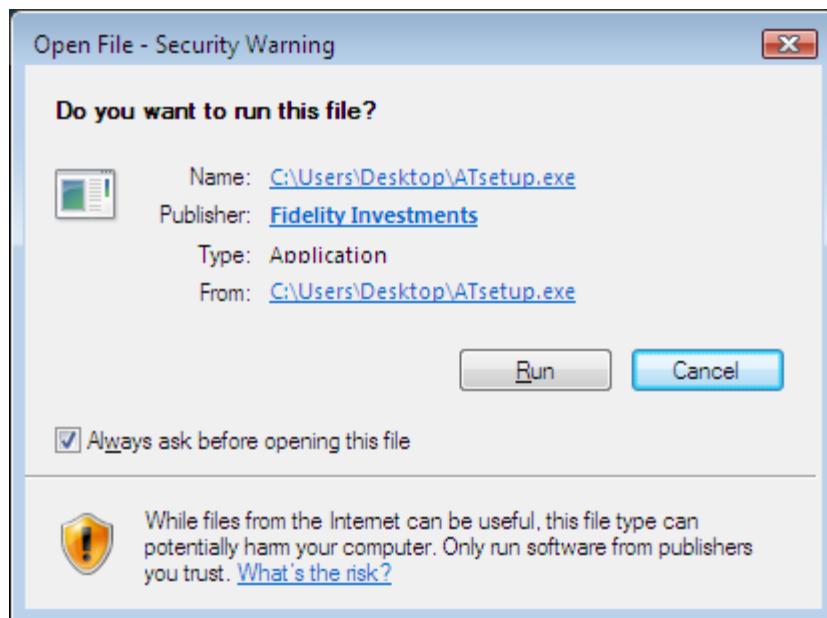 Open File - Security Warning
Do you want to run this file?
Name: C:\Users\Desktop\ATsetup.exe
Publisher: Fidelity Investments
Type: Application
From: C:\Users\Desktop\ATsetup.exe
Run Cancel
Always ask before opening this file
While files from the Internet can be useful, this file type can
potentially harm your computer. Only run software from publishers
you trust. What's the risk?